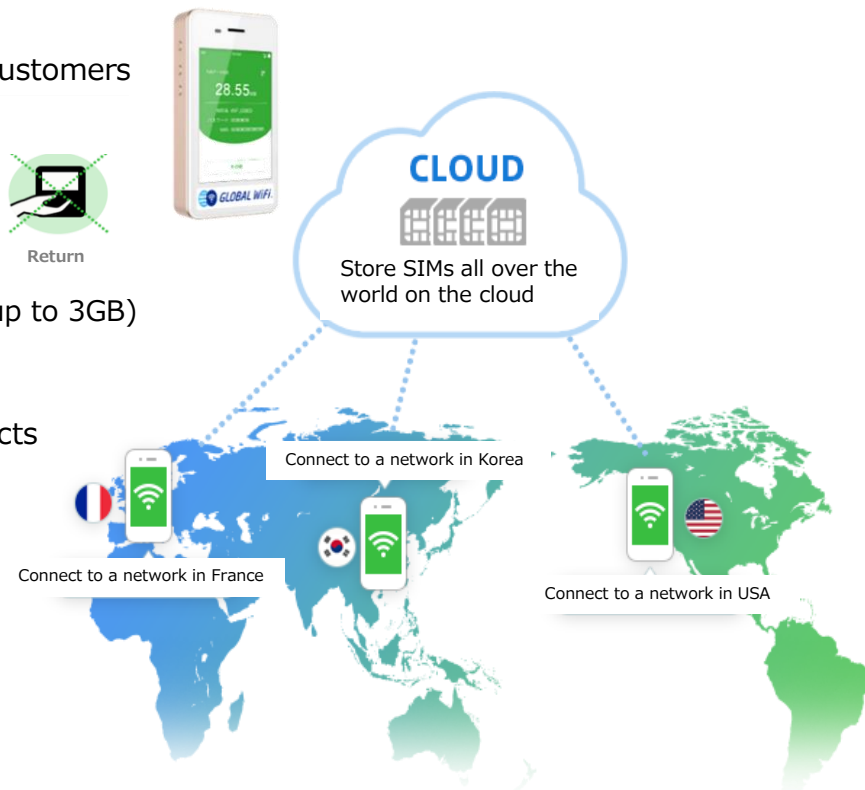 ustomers
28.55
GLOBAL WiFi.
CLOUD
Return
Store SIMs all over the
world on the cloud
up to 3GB)
cts
Connect to a network in Korea
Connect to a network in France
Connect to a network in USA